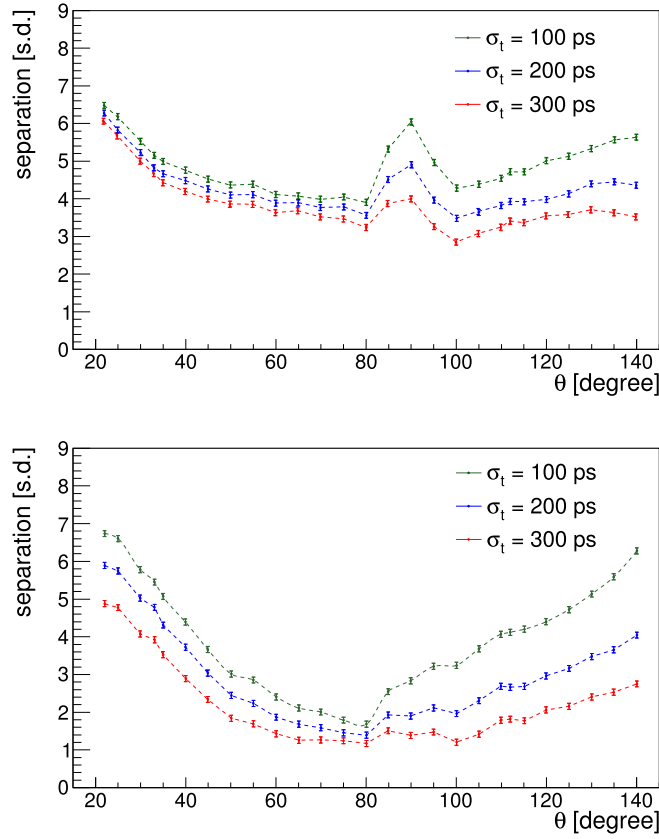 separation [s.d.]
9
8
7
6
5
4
3
2
1
0
σt = 100 ps
σt = 200 ps
σt = 300 ps
20 40 60 80 100 120 140
θ [degree]
separation [s.d.]
9
8
7
6
5
4
3
2
1
0
σt = 100 ps
σt = 200 ps
σt = 300 ps
20 40 60 80 100 120 140
θ [degree]